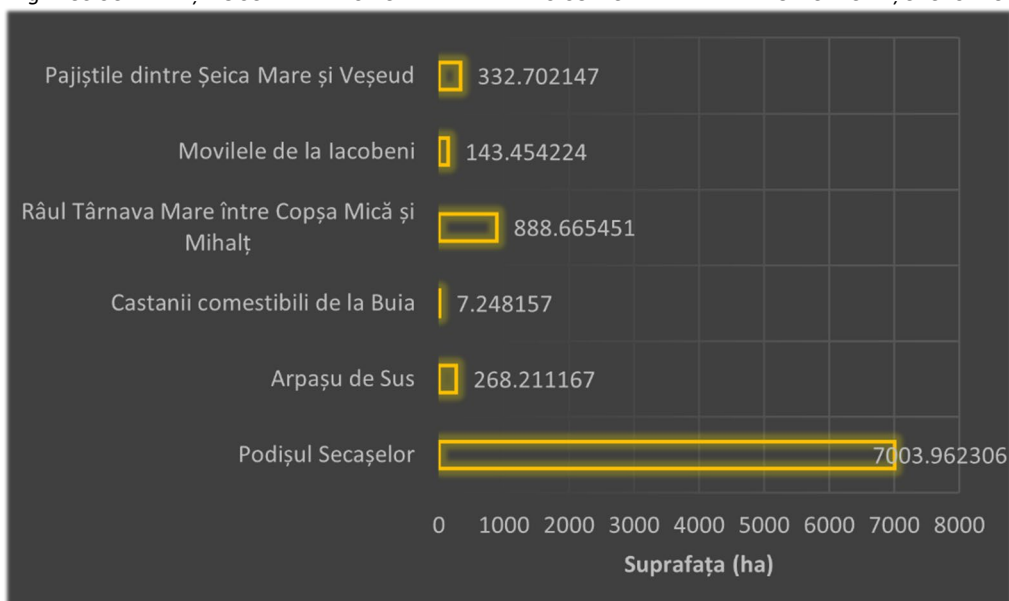 Pajiștile dintre Șeica Mare și Veșeud
332.702147
Movilele de la Iacobeni
143.454224
Râul Târnava Mare între Copșa Mică și
Mihalț
888.665451
Castanii comestibili de la Buia
7.248157
Arpașu de Sus
268.211167
Podișul Secașelor
7003.962306
0 1000 2000 3000 4000 5000 6000 7000 8000
Suprafața (ha)